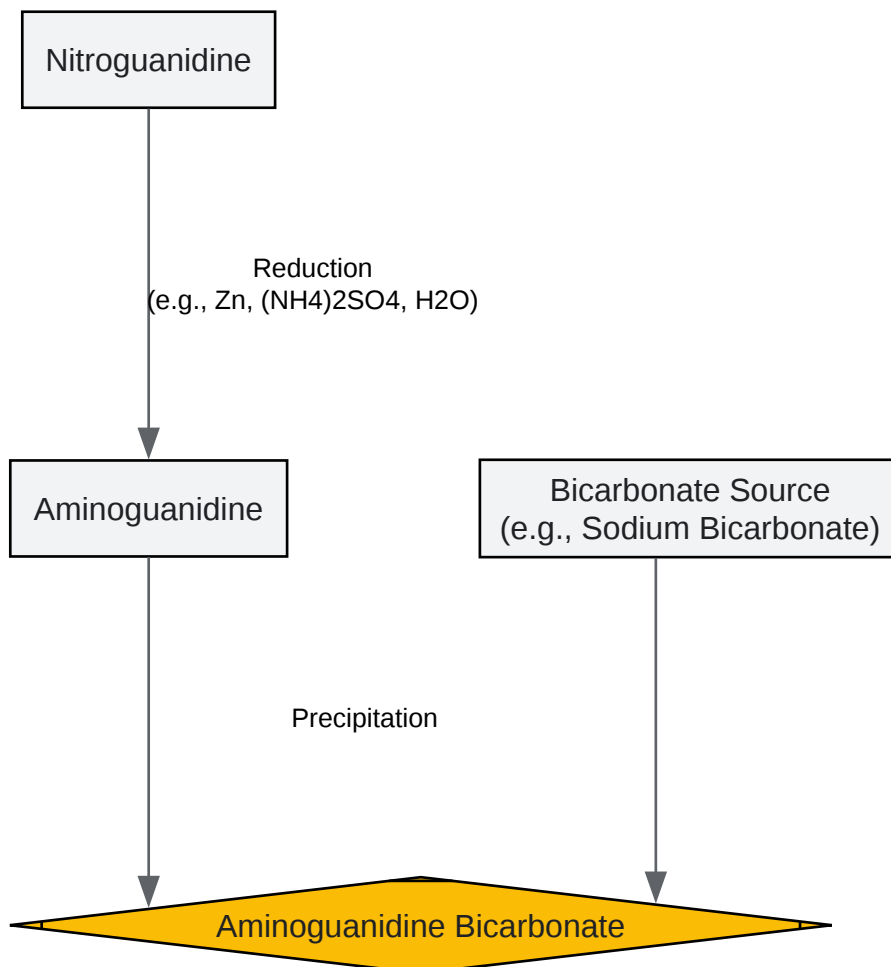 Nitroguanidine
Reduction
(e.g., Zn, (NH4)2SO4, H2O)
Aminoguanidine
Bicarbonate Source
(e.g., Sodium Bicarbonate)
Precipitation
Aminoguanidine Bicarbonate